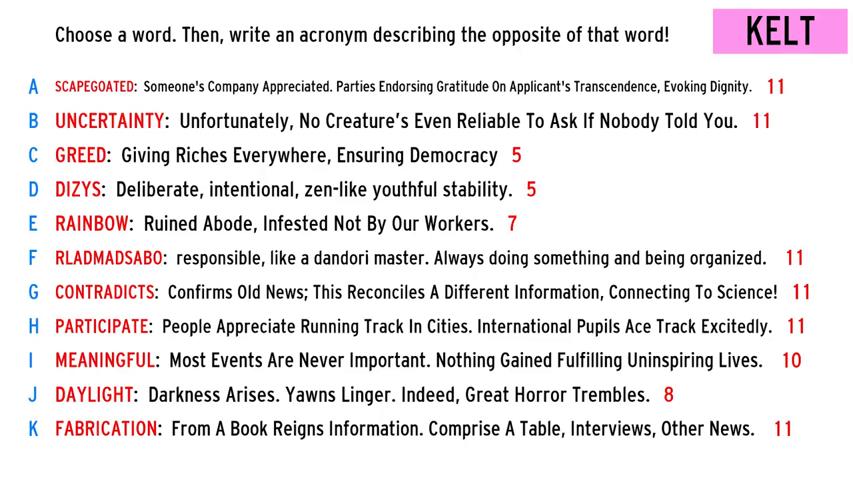 Choose a word. Then, write an acronym describing the opposite of that word!
KELT
A SCAPEGOATED: Someone's Company Appreciated. Parties Endorsing Gratitude On Applicant's Transcendence, Evoking Dignity. 11
B UNCERTAINTY: Unfortunately, No Creature's Even Reliable To Ask If Nobody Told You. 11
C GREED: Giving Riches Everywhere, Ensuring Democracy 5
D DIZYS: Deliberate, intentional, zen-like youthful stability. 5
E RAINBOW: Ruined Abode, Infested Not By Our Workers. 7
F RLADMADSABO: responsible, like a dandori master. Always doing something and being organized. 11
G CONTRADICTS: Confirms Old News; This Reconciles A Different Information, Connecting To Science! 11
H PARTICIPATE: People Appreciate Running Track In Cities. International Pupils Ace Track Excitedly. 11
I MEANINGFUL: Most Events Are Never Important. Nothing Gained Fulfilling Uninspiring Lives. 10
J DAYLIGHT: Darkness Arises. Yawns Linger. Indeed, Great Horror Trembles. 8
K FABRICATION: From A Book Reigns Information. Comprise A Table, Interviews, Other News. 11